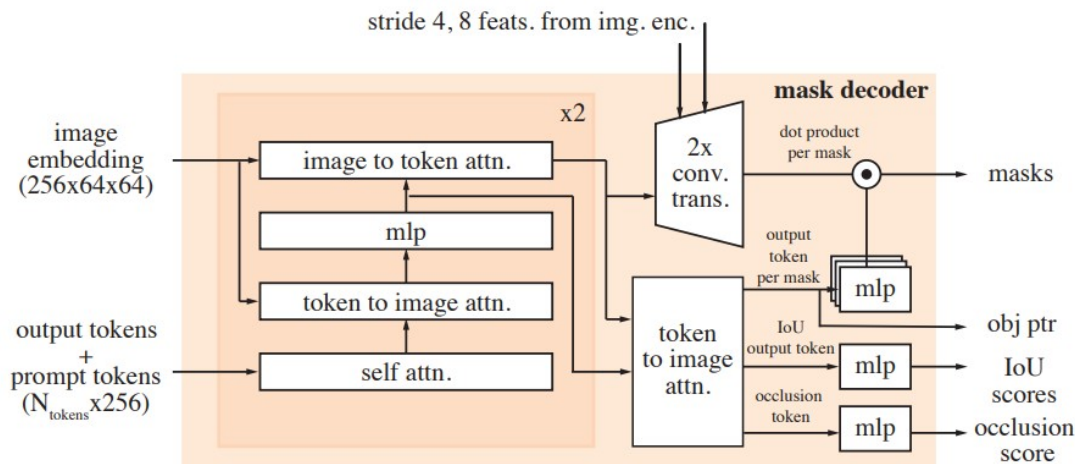 stride 4, 8 feats. from img. enc.
mask decoder
x2
image
embedding
(256x64x64)
image to token attn.
mlp
token to image attn.
self attn.
output tokens
+
prompt tokens
(N_tokens x256)
2x
conv.
trans.
dot product
per mask
masks
output
token
per mask
mlp
obj ptr
token
to image
attn.
IoU
output token
mlp
IoU
scores
occlusion
token
mlp
occlusion
score